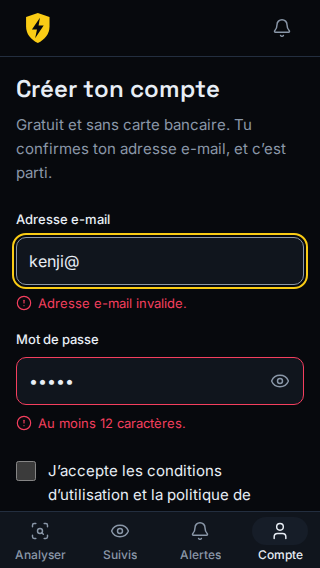 Créer ton compte
Gratuit et sans carte bancaire. Tu
confirmes ton adresse e-mail, et c’est
parti.
Adresse e-mail
kenji@
Adresse e-mail invalide.
Mot de passe
•••••
Au moins 12 caractères.
J’accepte les conditions
d’utilisation et la politique de
Analyser
Suivis
Alertes
Compte